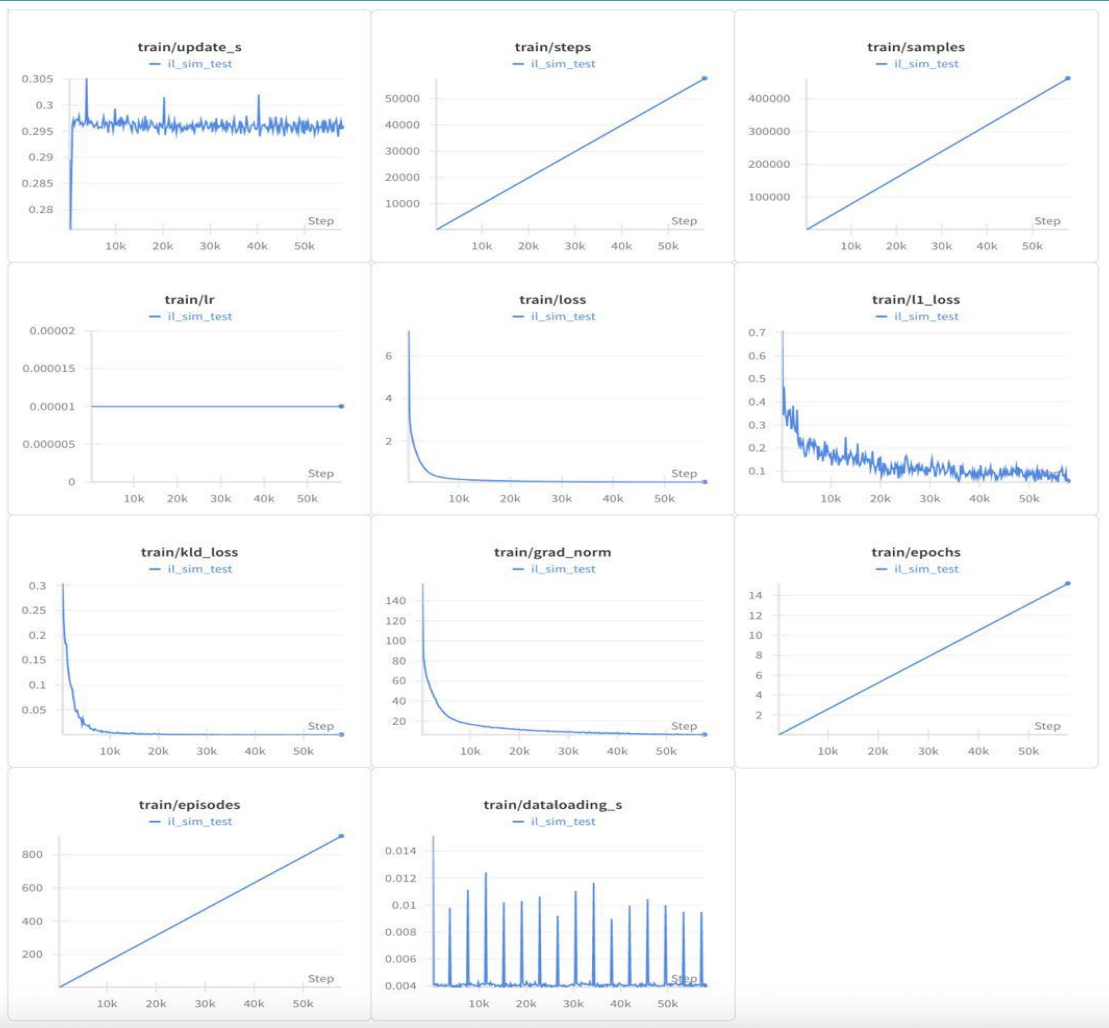 train/update_s
il_sim_test
0.305
0.3
0.295
0.29
0.285
0.28
Step
10k 20k 30k 40k 50k
train/steps
il_sim_test
50000
40000
30000
20000
10000
Step
10k 20k 30k 40k 50k
train/samples
il_sim_test
400000
300000
200000
100000
Step
10k 20k 30k 40k 50k
train/lr
il_sim_test
0.00002
0.000015
0.00001
0.000005
0
Step
10k 20k 30k 40k 50k
train/loss
il_sim_test
6
4
2
Step
10k 20k 30k 40k 50k
train/l1_loss
il_sim_test
0.7
0.6
0.5
0.4
0.3
0.2
0.1
Step
10k 20k 30k 40k 50k
train/kld_loss
il_sim_test
0.3
0.25
0.2
0.15
0.1
0.05
Step
10k 20k 30k 40k 50k
train/grad_norm
il_sim_test
140
120
100
80
60
40
20
Step
10k 20k 30k 40k 50k
train/epochs
il_sim_test
14
12
10
8
6
4
2
Step
10k 20k 30k 40k 50k
train/episodes
il_sim_test
800
600
400
200
Step
10k 20k 30k 40k 50k
train/dataloading_s
il_sim_test
0.014
0.012
0.01
0.008
0.006
0.004
Step
10k 20k 30k 40k 50k